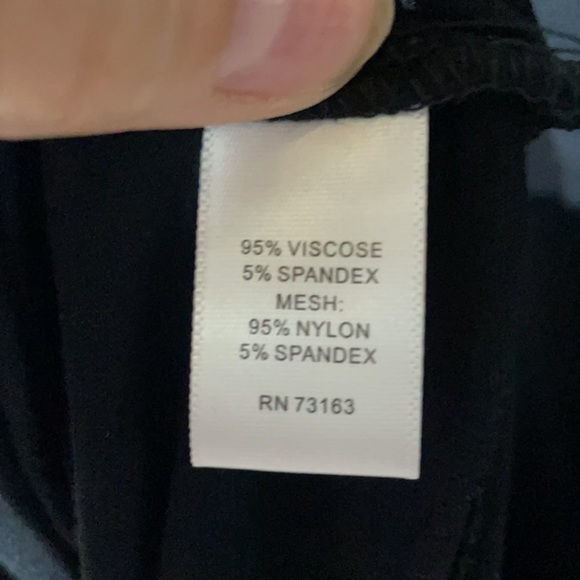 95% VISCOSE
5% SPANDEX
MESH:
95% NYLON
5% SPANDEX
RN 73163